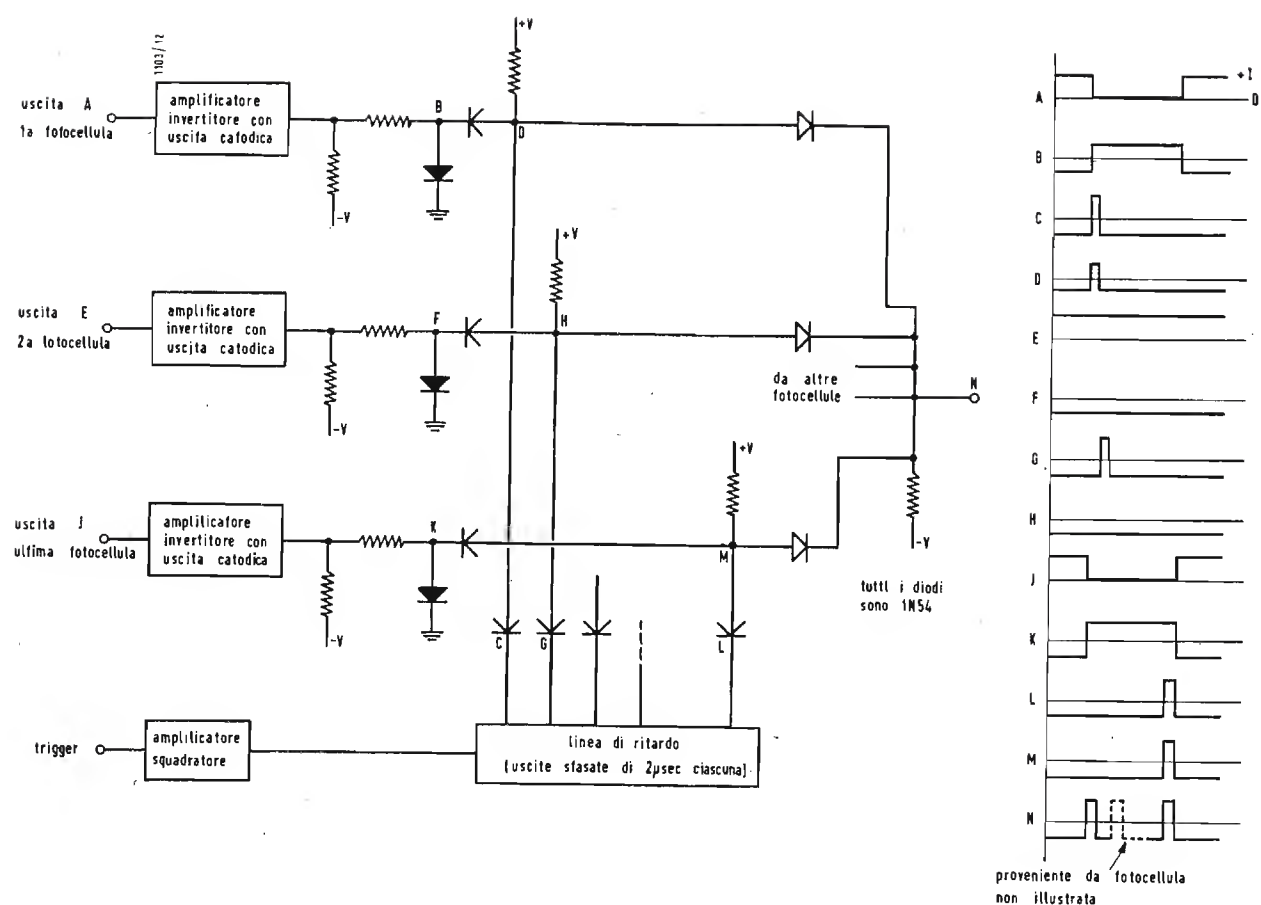 1103/12
+V
uscita A
1a fotocellula
amplificatore
invertitore con
uscita catodica
B
D
-V
+V
uscita E
2a fotocellula
amplificatore
invertitore con
uscita catodica
F
H
-V
da altre
fotocellule
N
+V
uscita J
ultima fotocellula
amplificatore
invertitore con
uscita catodica
K
M
-V
-V
tutti i diodi
sono 1N54
C
G
L
trigger
amplificatore
squadratore
linea di ritardo
(uscite sfasate di 2µsec ciascuna)
A
+I
0
B
C
D
E
F
G
H
J
K
L
M
N
proveniente da fotocellula
non illustrata